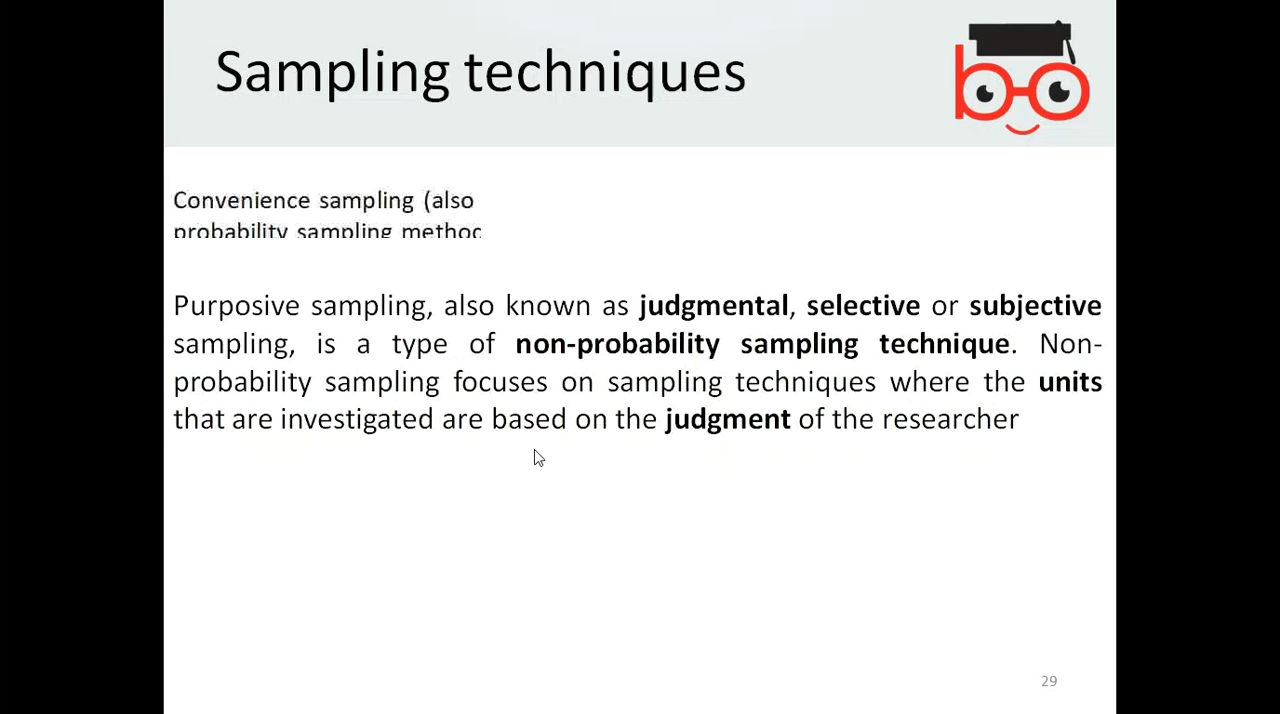 Sampling techniques
Convenience sampling (also
probability sampling
Purposive sampling, also known as judgmental, selective or subjective
sampling, is a type of non-probability sampling technique. Non-
probability sampling focuses on sampling techniques where the units
that are investigated are based on the judgment of the researcher
29